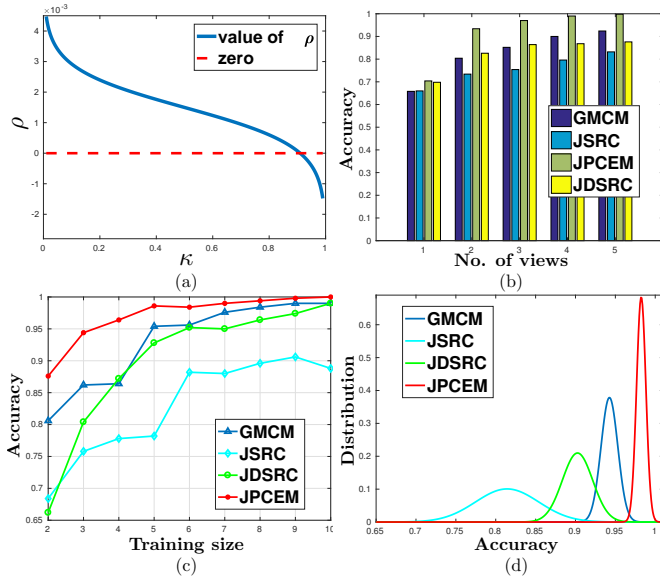 ×10⁻³
4
3
2
1
0
-1
-2
ρ
value of ρ
zero
0 0.2 0.4 0.6 0.8 1
κ
(a)
1
0.9
0.8
0.7
0.6
0.5
0.4
0.3
0.2
0.1
0
Accuracy
GMCM
JSRC
JPCEM
JDSRC
1 2 3 4 5
No. of views
(b)
1
0.95
0.9
0.85
0.8
0.75
0.7
0.65
Accuracy
GMCM
JSRC
JDSRC
JPCEM
2 3 4 5 6 7 8 9 10
Training size
(c)
0.6
0.5
0.4
0.3
0.2
0.1
0
Distribution
GMCM
JSRC
JDSRC
JPCEM
0.65 0.7 0.75 0.8 0.85 0.9 0.95 1
Accuracy
(d)